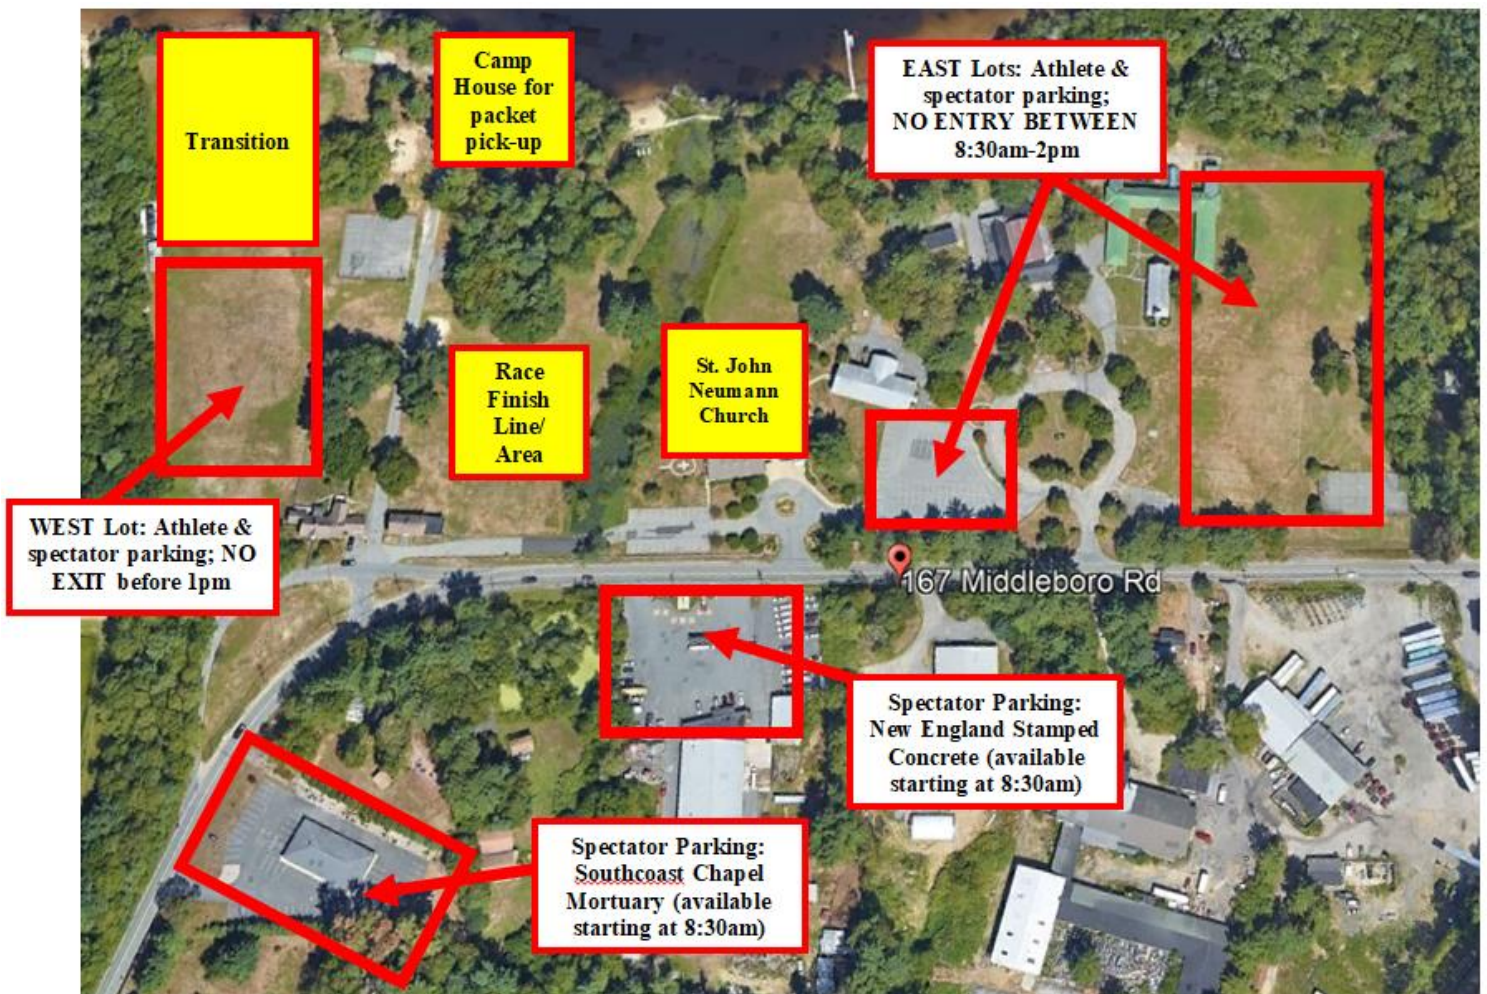 Transition
Camp
House for
packet
pick-up
EAST Lots: Athlete &
spectator parking;
NO ENTRY BETWEEN
8:30am-2pm
Race
Finish
Line/
Area
St. John
Neumann
Church
WEST Lot: Athlete &
spectator parking; NO
EXIT before 1pm
167 Middleboro Rd
Spectator Parking:
New England Stamped
Concrete (available
starting at 8:30am)
Spectator Parking:
Southcoast Chapel
Mortuary (available
starting at 8:30am)